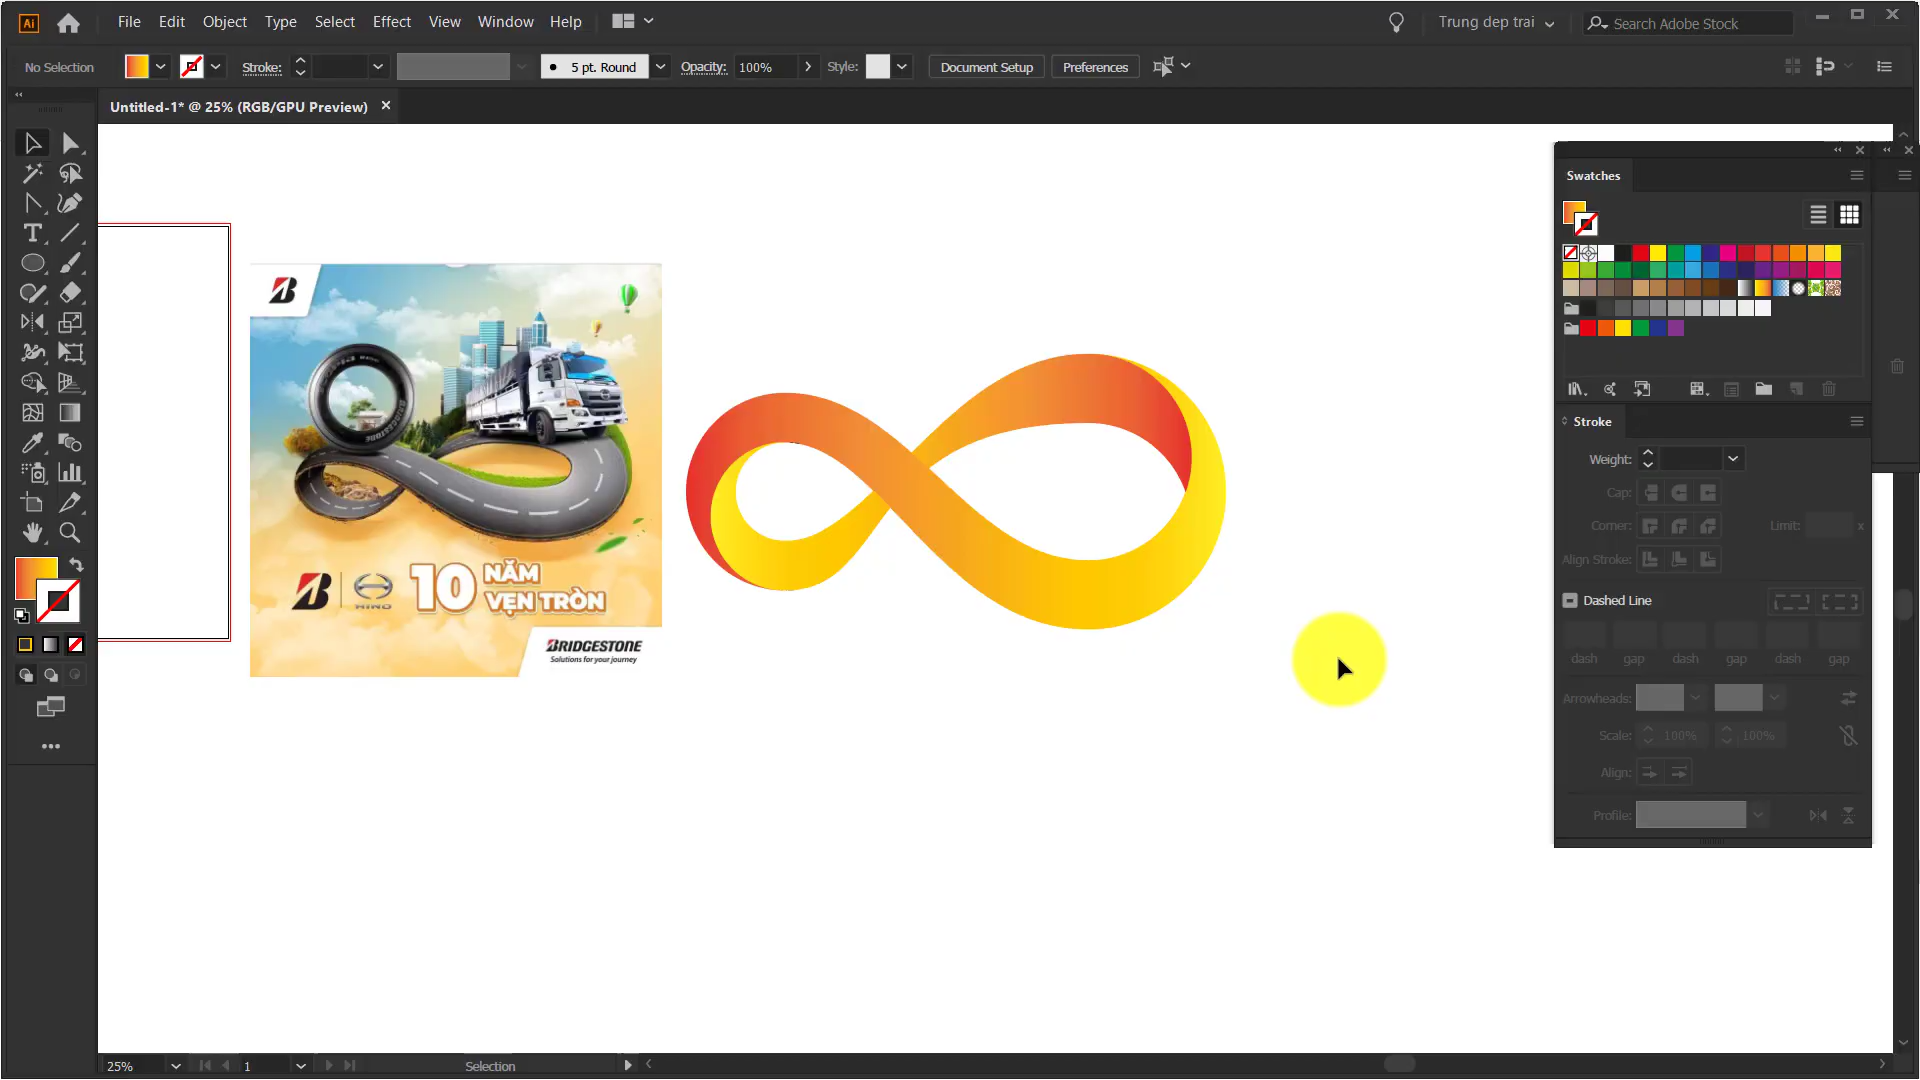 Ai File Edit Object Type Select Effect View Window Help Trung dep trai Search Adobe Stock
No Selection Stroke: 5 pt. Round Opacity: 100% Style: Document Setup Preferences
Untitled-1* @ 25% (RGB/GPU Preview)
Swatches
BRIDGESTONE
HINO
10 NĂM
VẸN TRÒN
BRIDGESTONE
Solutions for your journey
Stroke
Weight:
Cap:
Corner: Limit: x
Align Stroke:
Dashed Line
dash gap dash gap dash gap
Arrowheads:
Scale: 100% 100%
Align:
Profile:
25% 1 Selection